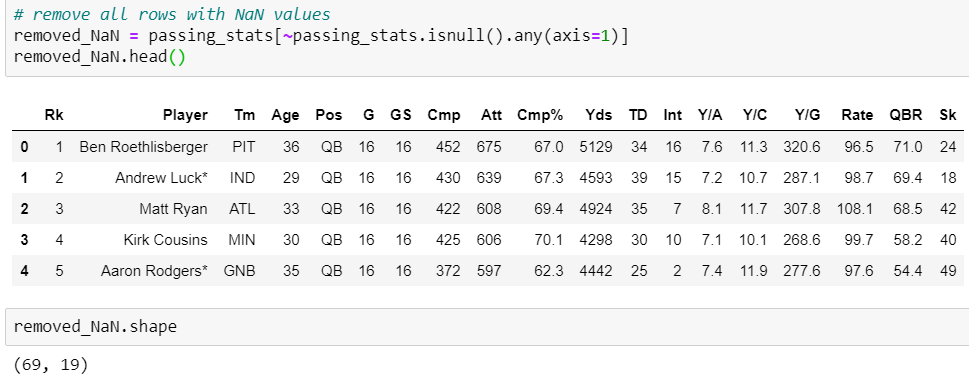 # remove all rows with NaN values
removed_NaN = passing_stats[~passing_stats.isnull().any(axis=1)]
removed_NaN.head()
Rk Player Tm Age Pos G GS Cmp Att Cmp% Yds TD Int Y/A Y/C Y/G Rate QBR Sk
0 1 Ben Roethlisberger PIT 36 QB 16 16 452 675 67.0 5129 34 16 7.6 11.3 320.6 96.5 71.0 24
1 2 Andrew Luck* IND 29 QB 16 16 430 639 67.3 4593 39 15 7.2 10.7 287.1 98.7 69.4 18
2 3 Matt Ryan ATL 33 QB 16 16 422 608 69.4 4924 35 7 8.1 11.7 307.8 108.1 68.5 42
3 4 Kirk Cousins MIN 30 QB 16 16 425 606 70.1 4298 30 10 7.1 10.1 268.6 99.7 58.2 40
4 5 Aaron Rodgers* GNB 35 QB 16 16 372 597 62.3 4442 25 2 7.4 11.9 277.6 97.6 54.4 49
removed_NaN.shape
(69, 19)